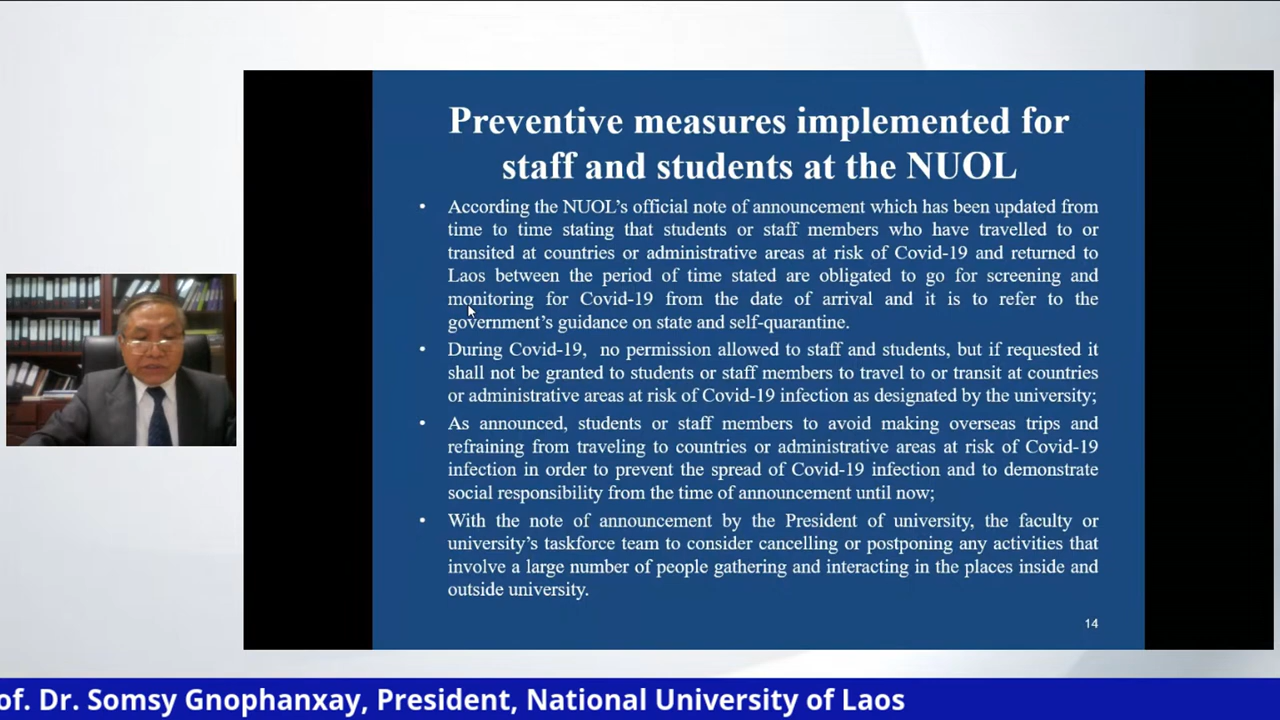 Preventive measures implemented for
staff and students at the NUOL
• According the NUOL's official note of announcement which has been updated from
time to time stating that students or staff members who have travelled to or
transited at countries or administrative areas at risk of Covid-19 and returned to
Laos between the period of time stated are obligated to go for screening and
monitoring for Covid-19 from the date of arrival and it is to refer to the
government's guidance on state and self-quarantine.
• During Covid-19, no permission allowed to staff and students, but if requested it
shall not be granted to students or staff members to travel to or transit at countries
or administrative areas at risk of Covid-19 infection as designated by the university;
• As announced, students or staff members to avoid making overseas trips and
refraining from traveling to countries or administrative areas at risk of Covid-19
infection in order to prevent the spread of Covid-19 infection and to demonstrate
social responsibility from the time of announcement until now;
• With the note of announcement by the President of university, the faculty or
university's taskforce team to consider cancelling or postponing any activities that
involve a large number of people gathering and interacting in the places inside and
outside university.
14
of. Dr. Somsy Gnophanxay, President, National University of Laos